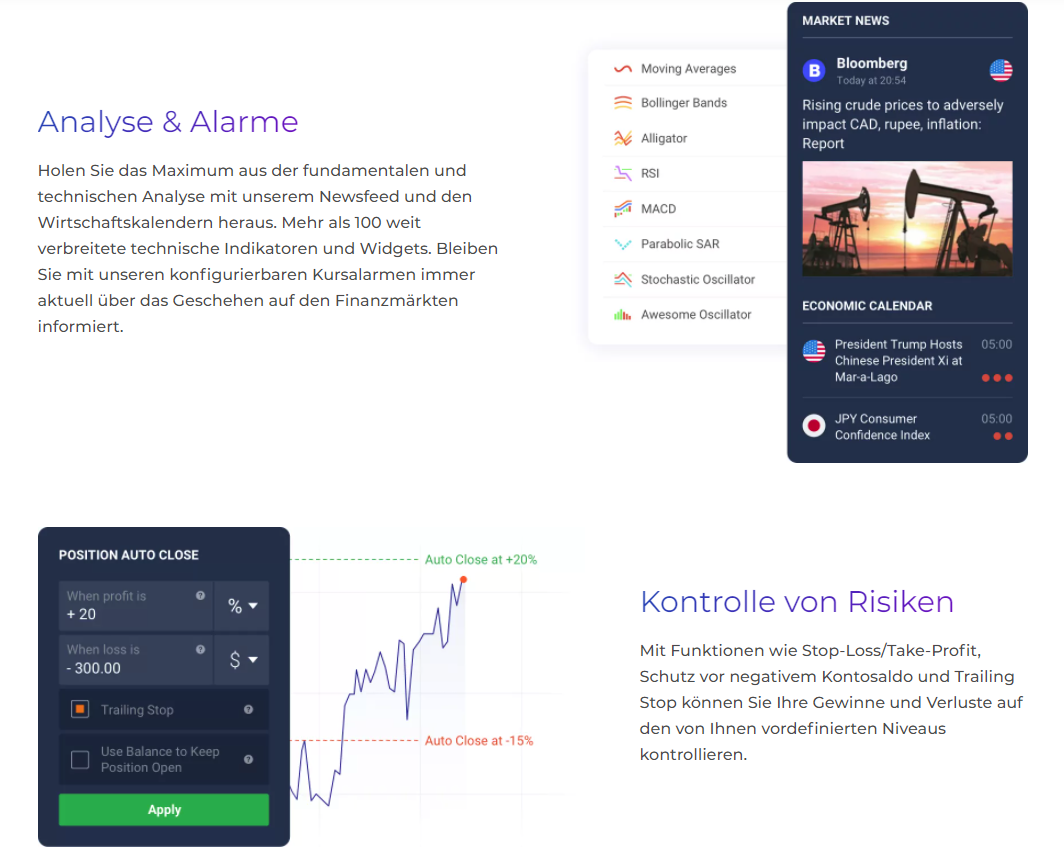 Analyse & Alarme
Holen Sie das Maximum aus der fundamentalen und
technischen Analyse mit unserem Newsfeed und den
Wirtschaftskalendern heraus. Mehr als 100 weit
verbreitete technische Indikatoren und Widgets. Bleiben
Sie mit unseren konfigurierbaren Kursalarmen immer
aktuell über das Geschehen auf den Finanzmärkten
informiert.
Moving Averages
Bollinger Bands
Alligator
RSI
MACD
Parabolic SAR
Stochastic Oscillator
Awesome Oscillator
MARKET NEWS
B
Bloomberg
Today at 20:54
Rising crude prices to adversely
impact CAD, rupee, inflation:
Report
ECONOMIC CALENDAR
President Trump Hosts 05:00
Chinese President Xi at
Mar-a-Lago
JPY Consumer 05:00
Confidence Index
POSITION AUTO CLOSE
When profit is ?
+ 20 %
When loss is ?
- 300.00 $
Trailing Stop ?
Use Balance to Keep
Position Open ?
Apply
Auto Close at +20%
Auto Close at -15%
Kontrolle von Risiken
Mit Funktionen wie Stop-Loss/Take-Profit,
Schutz vor negativem Kontosaldo und Trailing
Stop können Sie Ihre Gewinne und Verluste auf
den von Ihnen vordefinierten Niveaus
kontrollieren.